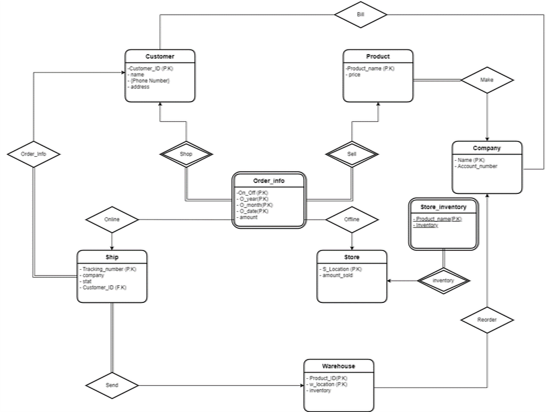 Bill
Customer
-Customer_ID (P.K)
- name
- {Phone Number}
- address
Product
-Product_name (P.K)
- price
Make
Order_Info
Shop
Sell
Company
- Name (P.K)
- Account_number
Order_info
-On_Off(P.K)
- O_year(P.K)
- O_month(P.K)
- O_date(P.K)
- amount
Store_inventory
- Product_name(P.K)
- Inventory
Online
Offline
Ship
- Tracking_number (P.K)
- company
- stat
- Customer_ID (F.K)
Store
- S_Location (P.K)
- amount_sold
Inventory
Reorder
Send
Warehouse
- Product_ID(P.K)
- w_location (P.K)
- inventory